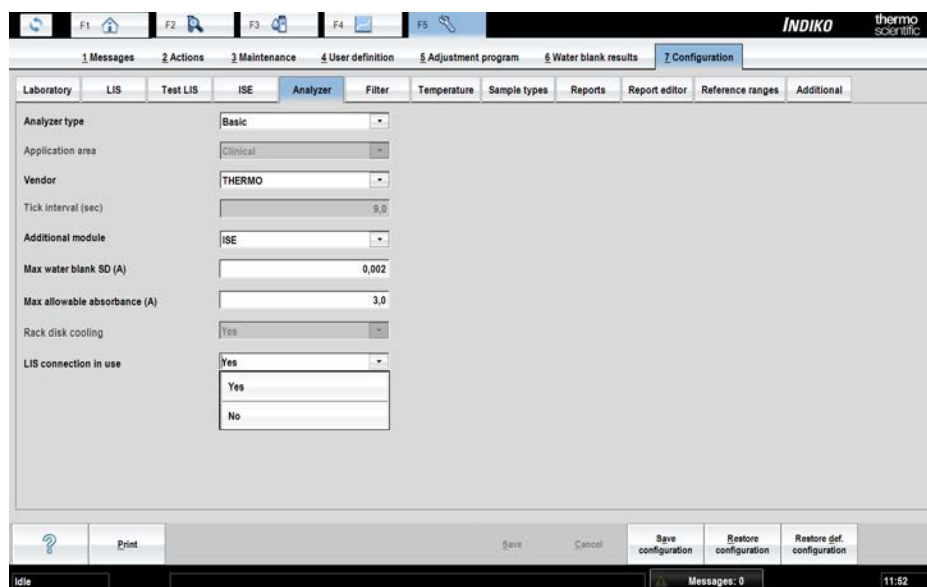 F1 F2 F3 F4 F5 INDIKO thermo scientific
1 Messages 2 Actions 3 Maintenance 4 User definition 5 Adjustment program 6 Water blank results 7 Configuration
Laboratory LIS Test LIS ISE Analyzer Filter Temperature Sample types Reports Report editor Reference ranges Additional
Analyzer type Basic
Application area Clinical
Vendor THERMO
Tick interval (sec) 9,0
Additional module ISE
Max water blank SD (A) 0,002
Max allowable absorbance (A) 3,0
Rack disk cooling Yes
LIS connection in use Yes
Yes
No
? Print Save Cancel Save configuration Restore configuration Restore def. configuration
Idle Messages: 0 11:52